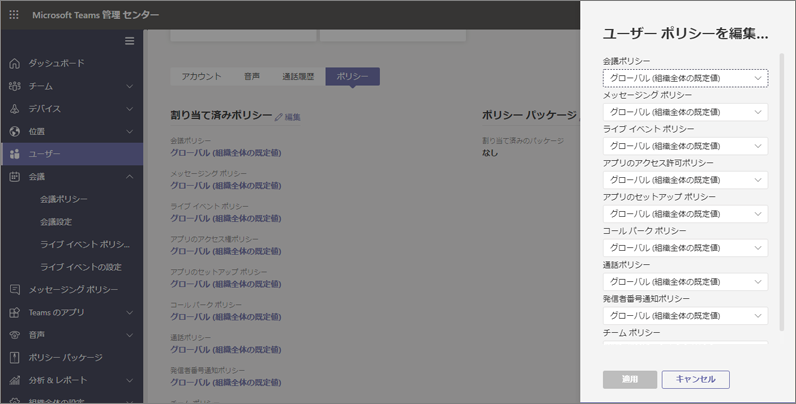 Microsoft Teams 管理センター
ダッシュボード
チーム
デバイス
位置
ユーザー
会議
会議ポリシー
会議設定
ライブ イベント ポリシ...
ライブ イベントの設定
メッセージング ポリシー
Teams のアプリ
音声
ポリシー パッケージ
分析 & レポート
組織全体の設定
アカウント 音声 通話履歴 ポリシー
割り当て済みポリシー 編集
会議ポリシー
グローバル (組織全体の既定値)
メッセージング ポリシー
グローバル (組織全体の既定値)
ライブ イベント ポリシー
グローバル (組織全体の既定値)
アプリのアクセス権ポリシー
グローバル (組織全体の既定値)
アプリのセットアップ ポリシー
グローバル (組織全体の既定値)
コール パーク ポリシー
グローバル (組織全体の既定値)
通話ポリシー
グローバル (組織全体の既定値)
発信者番号通知ポリシー
グローバル (組織全体の既定値)
チーム ポリシー
ポリシー パッケージ
割り当て済みのパッケージ
なし
ユーザー ポリシーを編集...
会議ポリシー
グローバル (組織全体の既定値)
メッセージング ポリシー
グローバル (組織全体の既定値)
ライブ イベント ポリシー
グローバル (組織全体の既定値)
アプリのアクセス許可ポリシー
グローバル (組織全体の既定値)
アプリのセットアップ ポリシー
グローバル (組織全体の既定値)
コール パーク ポリシー
グローバル (組織全体の既定値)
通話ポリシー
グローバル (組織全体の既定値)
発信者番号通知ポリシー
グローバル (組織全体の既定値)
チーム ポリシー
適用 キャンセル